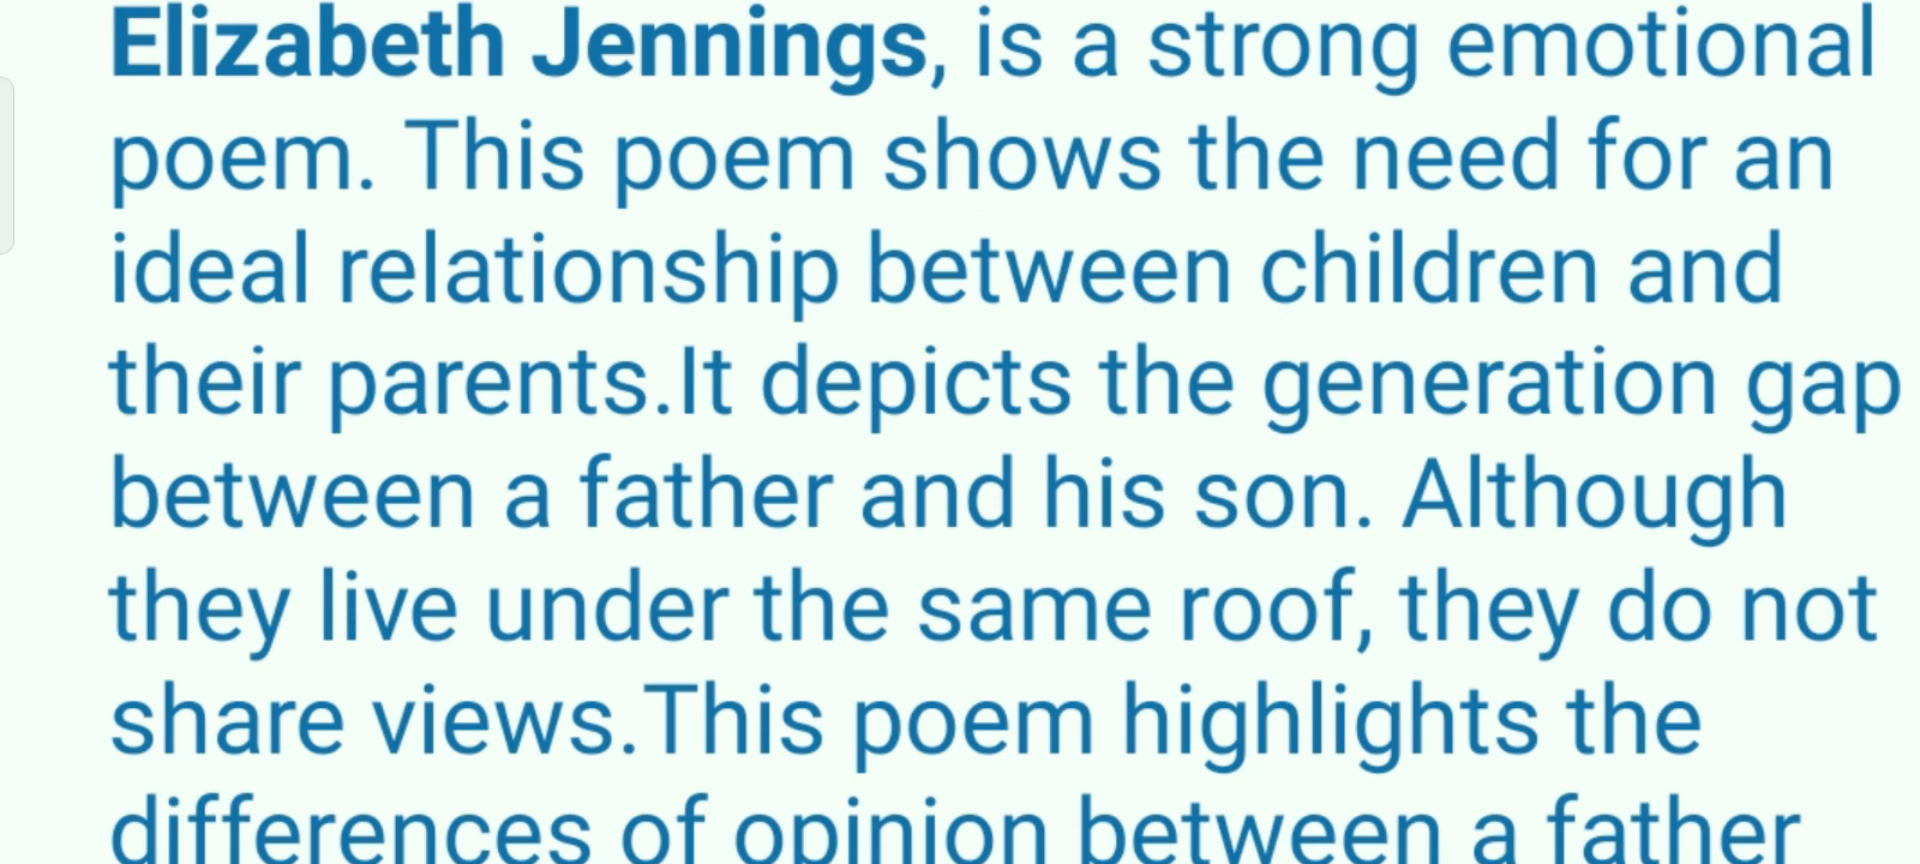 Elizabeth Jennings, is a strong emotional
poem. This poem shows the need for an
ideal relationship between children and
their parents.It depicts the generation gap
between a father and his son. Although
they live under the same roof, they do not
share views.This poem highlights the
differences of opinion between a father